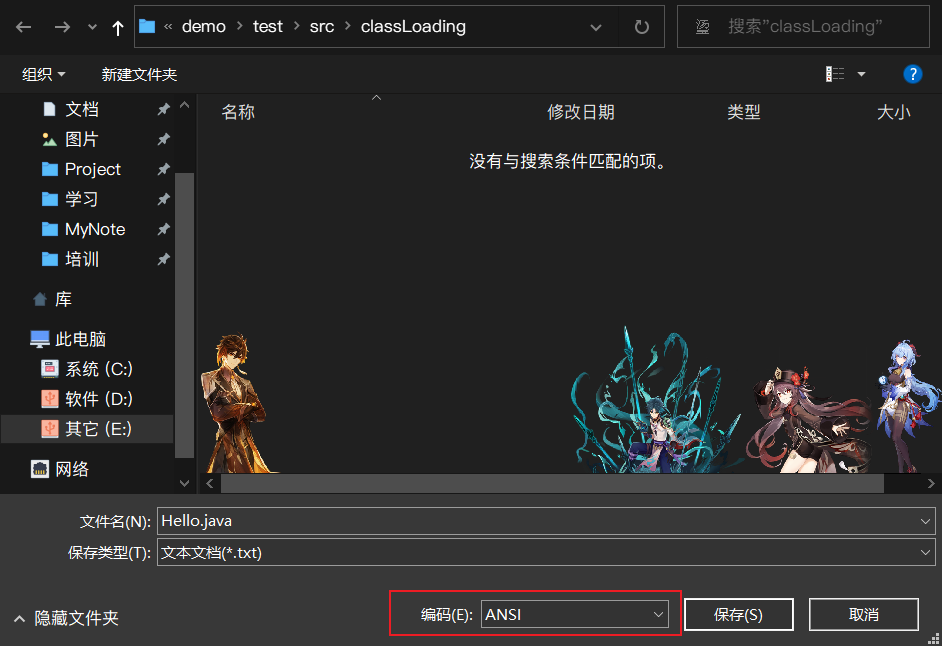 « demo › test › src › classLoading
搜索"classLoading"
组织 新建文件夹
?
文档
图片
Project
学习
MyNote
培训
库
此电脑
系统 (C:)
软件 (D:)
其它 (E:)
网络
名称 修改日期 类型 大小
没有与搜索条件匹配的项。
文件名(N): Hello.java
保存类型(T): 文本文档(*.txt)
隐藏文件夹
编码(E): ANSI
保存(S)
取消